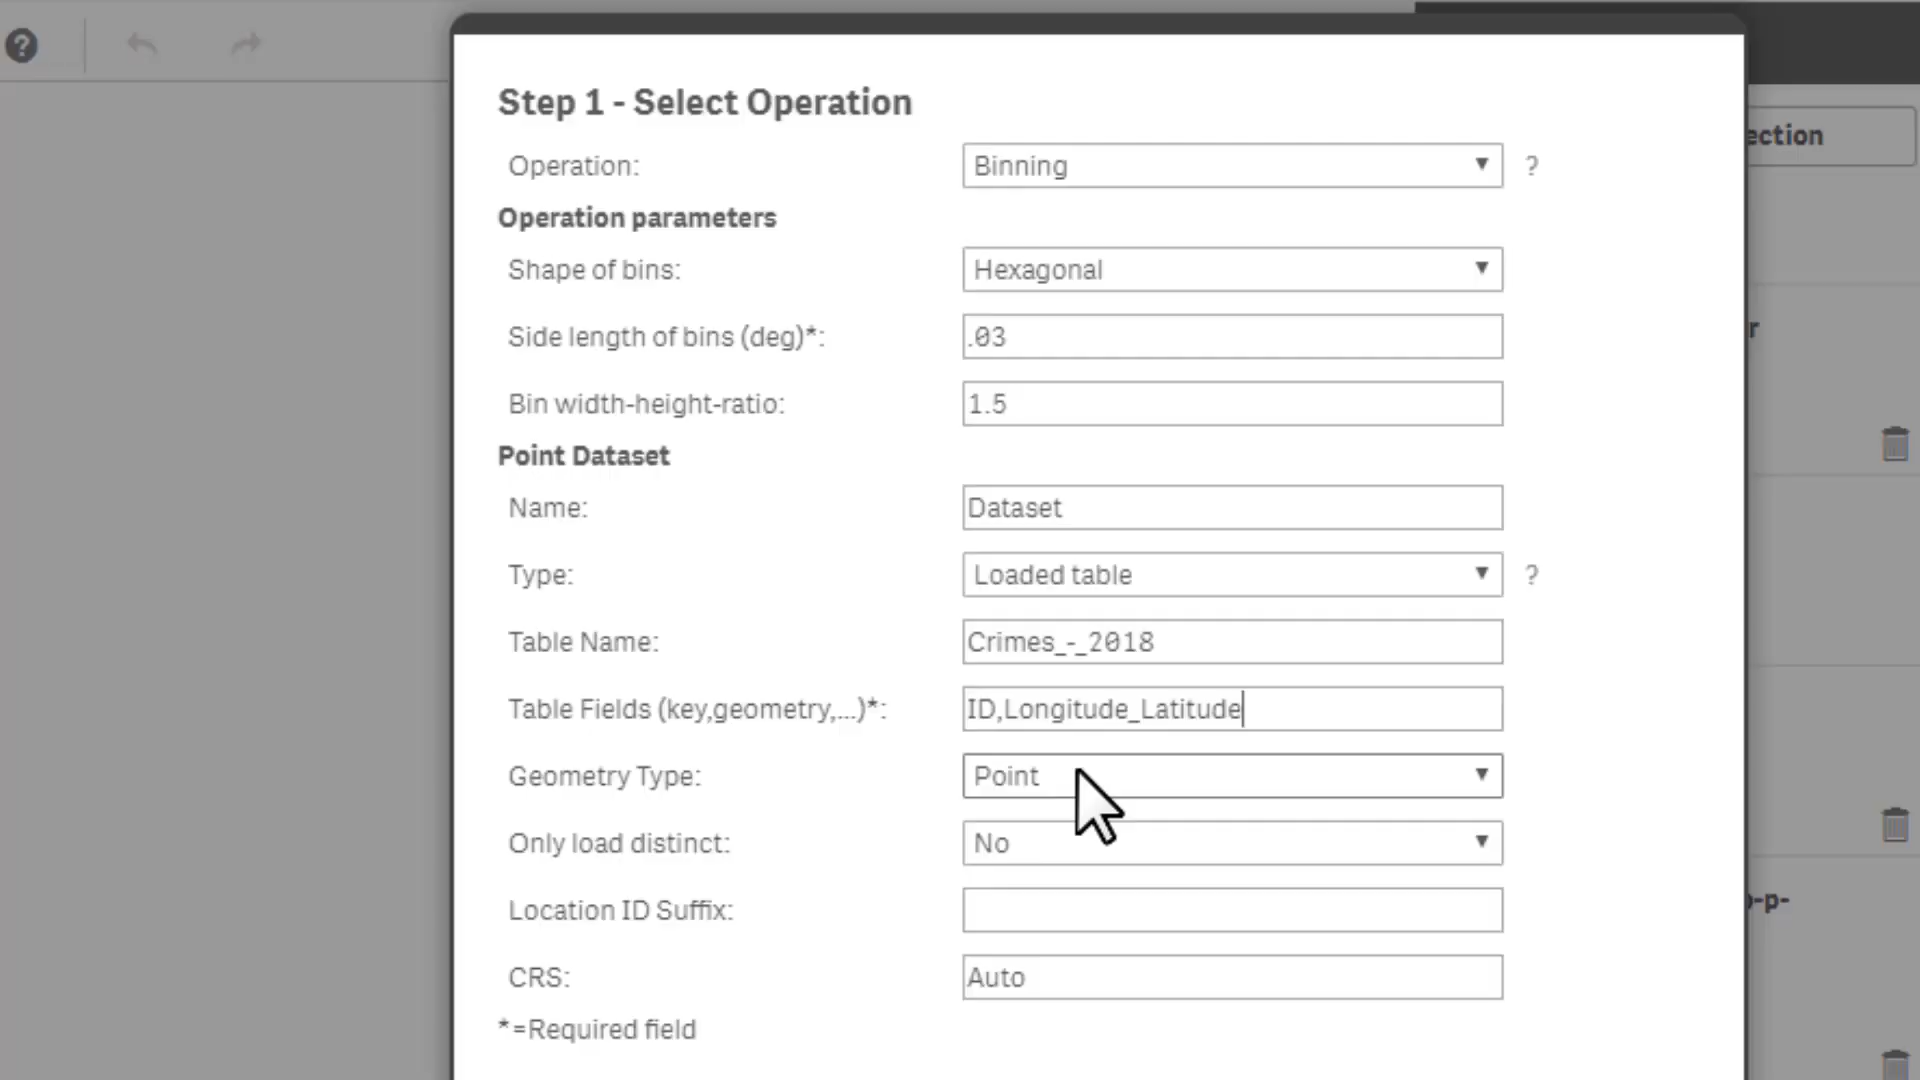 Step 1 - Select Operation
ection
Operation: Binning ?
Operation parameters
Shape of bins: Hexagonal
Side length of bins (deg)*: .03
r
Bin width-height-ratio: 1.5
Point Dataset
Name: Dataset
Type: Loaded table ?
Table Name: Crimes_-_2018
Table Fields (key,geometry,...)*: ID,Longitude_Latitude
Geometry Type: Point
Only load distinct: No
Location ID Suffix:
-p-
CRS: Auto
*=Required field